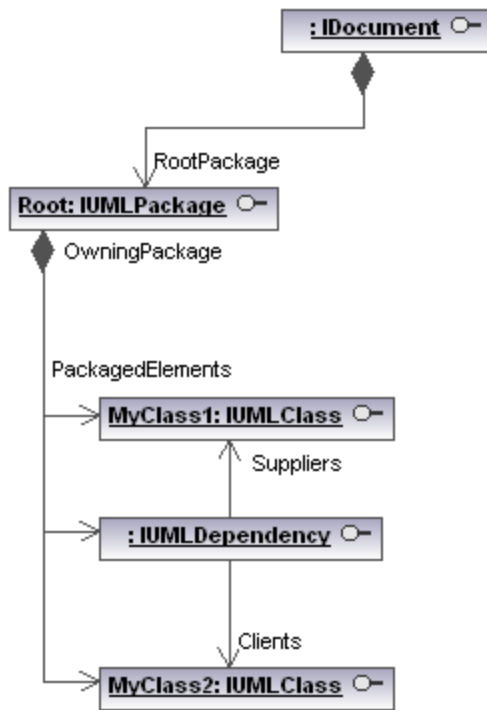 : IDocument
RootPackage
Root: IUMLPackage
OwningPackage
PackagedElements
MyClass1: IUMLClass
Suppliers
: IUMLDependency
Clients
MyClass2: IUMLClass